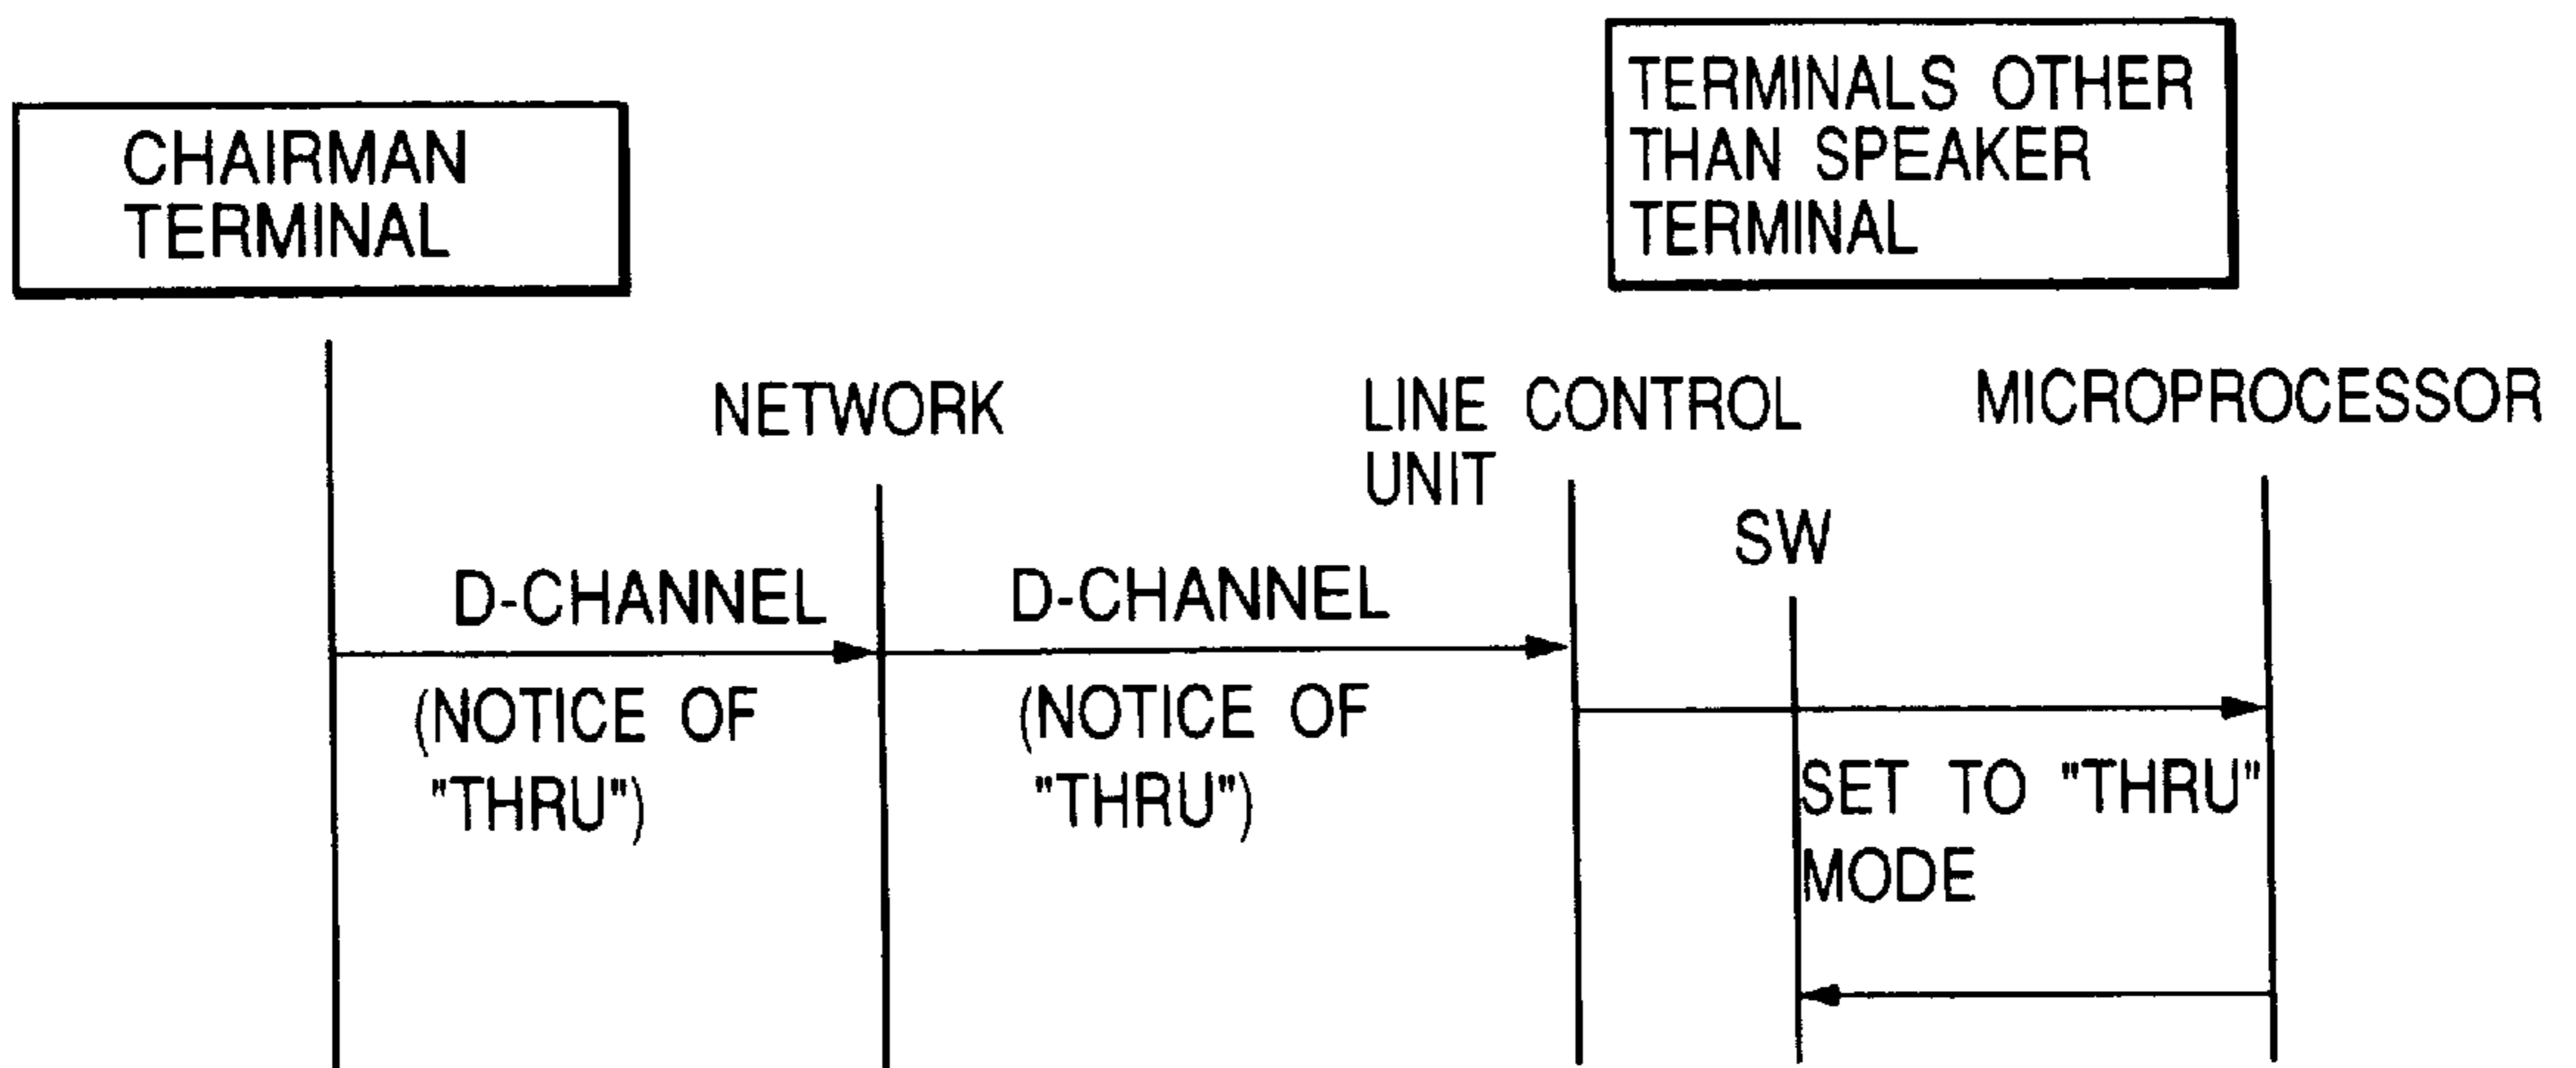 CHAIRMAN
TERMINAL
TERMINALS OTHER
THAN SPEAKER
TERMINAL
NETWORK
LINE CONTROL
UNIT
MICROPROCESSOR
SW
D-CHANNEL
(NOTICE OF
"THRU")
D-CHANNEL
(NOTICE OF
"THRU")
SET TO "THRU"
MODE